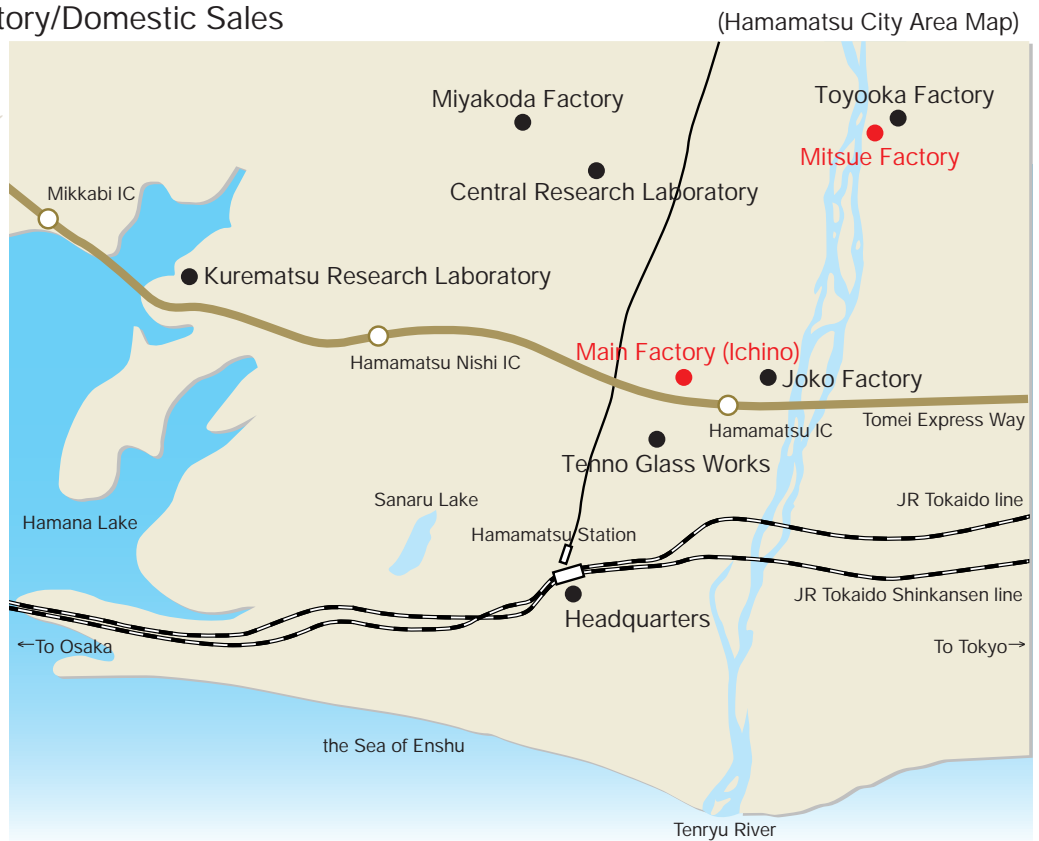 tory/Domestic Sales
(Hamamatsu City Area Map)
Miyakoda Factory
Toyooka Factory
Mitsue Factory
Mikkabi IC
Central Research Laboratory
Kurematsu Research Laboratory
Hamamatsu Nishi IC
Main Factory (Ichino)
Joko Factory
Tomei Express Way
Hamamatsu IC
Tenno Glass Works
Sanaru Lake
JR Tokaido line
Hamana Lake
Hamamatsu Station
JR Tokaido Shinkansen line
Headquarters
←To Osaka
To Tokyo→
the Sea of Enshu
Tenryu River